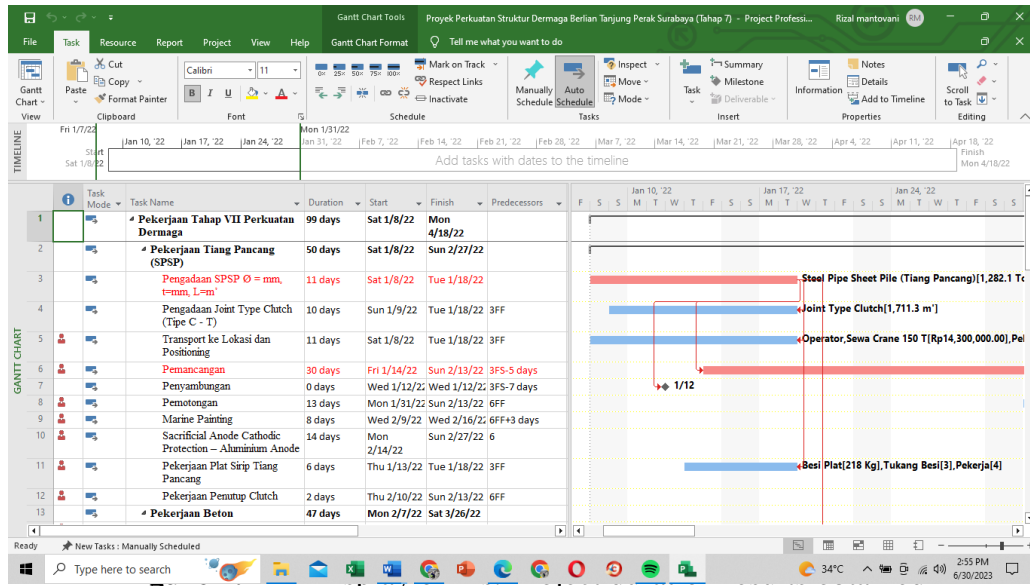 Gantt Chart Tools
Proyek Perkuatan Struktur Dermaga Berlian Tanjung Perak Surabaya (Tahap 7) - Project Professi...
Rizal mantovani
RM
File Task Resource Report Project View Help Gantt Chart Format Tell me what you want to do
Gantt Chart
View
Paste
Cut
Copy
Format Painter
Clipboard
Calibri 11
B I U A
Font
0% 25% 50% 75% 100%
Mark on Track
Respect Links
Inactivate
Schedule
Manually Schedule
Auto Schedule
Inspect
Move
Mode
Tasks
Task
Summary
Milestone
Deliverable
Insert
Information
Notes
Details
Add to Timeline
Properties
Scroll to Task
Editing
TIMELINE
Fri 1/7/22
Mon 1/31/22
Jan 10, '22 Jan 17, '22 Jan 24, '22 Jan 31, '22 Feb 7, '22 Feb 14, '22 Feb 21, '22 Feb 28, '22 Mar 7, '22 Mar 14, '22 Mar 21, '22 Mar 28, '22 Apr 4, '22 Apr 11, '22 Apr 18, '22
Start
Sat 1/8/22
Add tasks with dates to the timeline
Finish
Mon 4/18/22
GANTT CHART
Task Mode Task Name Duration Start Finish Predecessors
Jan 10, '22 Jan 17, '22 Jan 24, '22
F S S M T W T F S S M T W T F S S M T W T F S S
1 Pekerjaan Tahap VII Perkuatan Dermaga 99 days Sat 1/8/22 Mon 4/18/22
2 Pekerjaan Tiang Pancang (SPSP) 50 days Sat 1/8/22 Sun 2/27/22
3 Pengadaan SPSP Ø = mm, t=mm, L=m' 11 days Sat 1/8/22 Tue 1/18/22
Steel Pipe Sheet Pile (Tiang Pancang)[1,282.1 To
4 Pengadaan Joint Type Clutch (Tipe C - T) 10 days Sun 1/9/22 Tue 1/18/22 3FF
Joint Type Clutch[1,711.3 m']
5 Transport ke Lokasi dan Positioning 11 days Sat 1/8/22 Tue 1/18/22 3FF
Operator,Sewa Crane 150 T[Rp14,300,000.00],Pel
6 Pemancangan 30 days Fri 1/14/22 Sun 2/13/22 3FS-5 days
7 Penyambungan 0 days Wed 1/12/22 Wed 1/12/22 3FS-7 days
1/12
8 Pemotongan 13 days Mon 1/31/22 Sun 2/13/22 6FF
9 Marine Painting 8 days Wed 2/9/22 Wed 2/16/22 6FF+3 days
10 Sacrificial Anode Cathodic Protection – Aluminium Anode 14 days Mon 2/14/22 Sun 2/27/22 6
11 Pekerjaan Plat Sirip Tiang Pancang 6 days Thu 1/13/22 Tue 1/18/22 3FF
Besi Plat[218 Kg],Tukang Besi[3],Pekerja[4]
12 Pekerjaan Penutup Clutch 2 days Thu 2/10/22 Sun 2/13/22 6FF
13 Pekerjaan Beton 47 days Mon 2/7/22 Sat 3/26/22
Ready New Tasks : Manually Scheduled
Type here to search
34°C
2:55 PM
6/30/2023